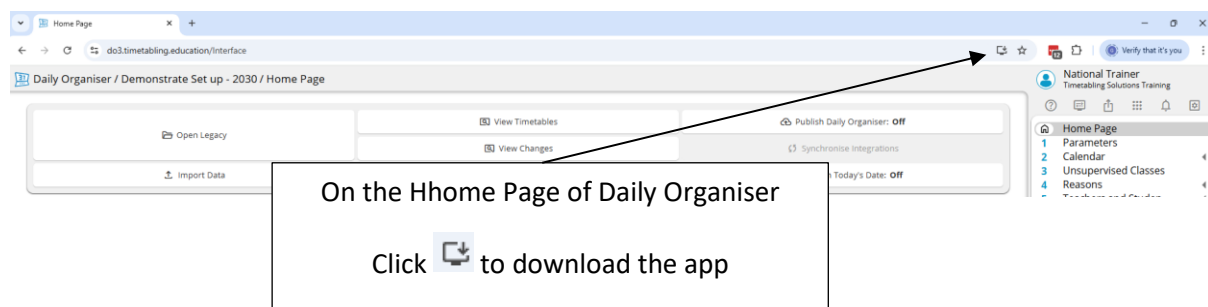 Home Page
do3.timetabling.education/Interface
Verify that it's you
Daily Organiser / Demonstrate Set up - 2030 / Home Page
National Trainer
Timetabling Solutions Training
Open Legacy
View Timetables
Publish Daily Organiser: Off
View Changes
Synchronise Integrations
Import Data
Today's Date: Off
Home Page
1 Parameters
2 Calendar
3 Unsupervised Classes
4 Reasons
On the Hhome Page of Daily Organiser
Click to download the app